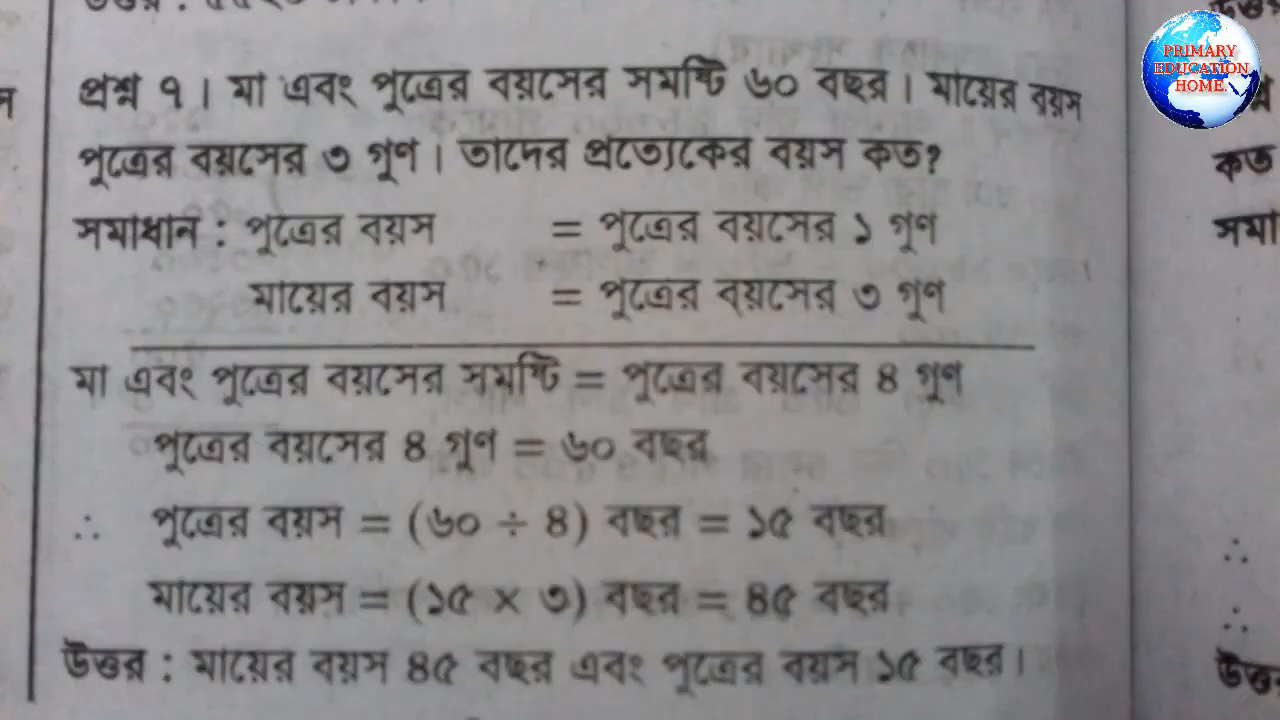 প্রশ্ন ৭। মা এবং পুত্রের বয়সের সমষ্টি ৬০ বছর। মায়ের বয়স
পুত্রের বয়সের ৩ গুণ। তাদের প্রত্যেকের বয়স কত?
সমাধান : পুত্রের বয়স = পুত্রের বয়সের ১ গুণ
মায়ের বয়স = পুত্রের বয়সের ৩ গুণ
মা এবং পুত্রের বয়সের সমষ্টি = পুত্রের বয়সের ৪ গুণ
পুত্রের বয়সের ৪ গুণ = ৬০ বছর
∴ পুত্রের বয়স = (৬০ ÷ ৪) বছর = ১৫ বছর
মায়ের বয়স = (১৫ × ৩) বছর = ৪৫ বছর
উত্তর : মায়ের বয়স ৪৫ বছর এবং পুত্রের বয়স ১৫ বছর।
PRIMARY
EDUCATION
HOME.
কত
∴
∴